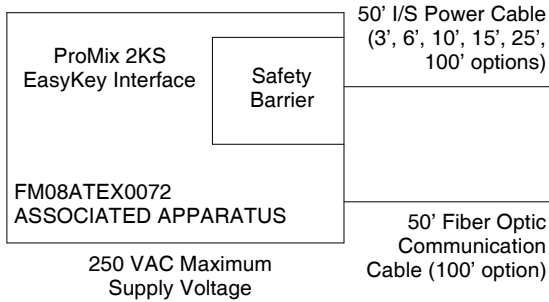 ProMix 2KS
EasyKey Interface
Safety
Barrier
FM08ATEX0072
ASSOCIATED APPARATUS
250 VAC Maximum
Supply Voltage
50’ I/S Power Cable
(3’, 6’, 10’, 15’, 25’,
100’ options)
50’ Fiber Optic
Communication
Cable (100’ option)